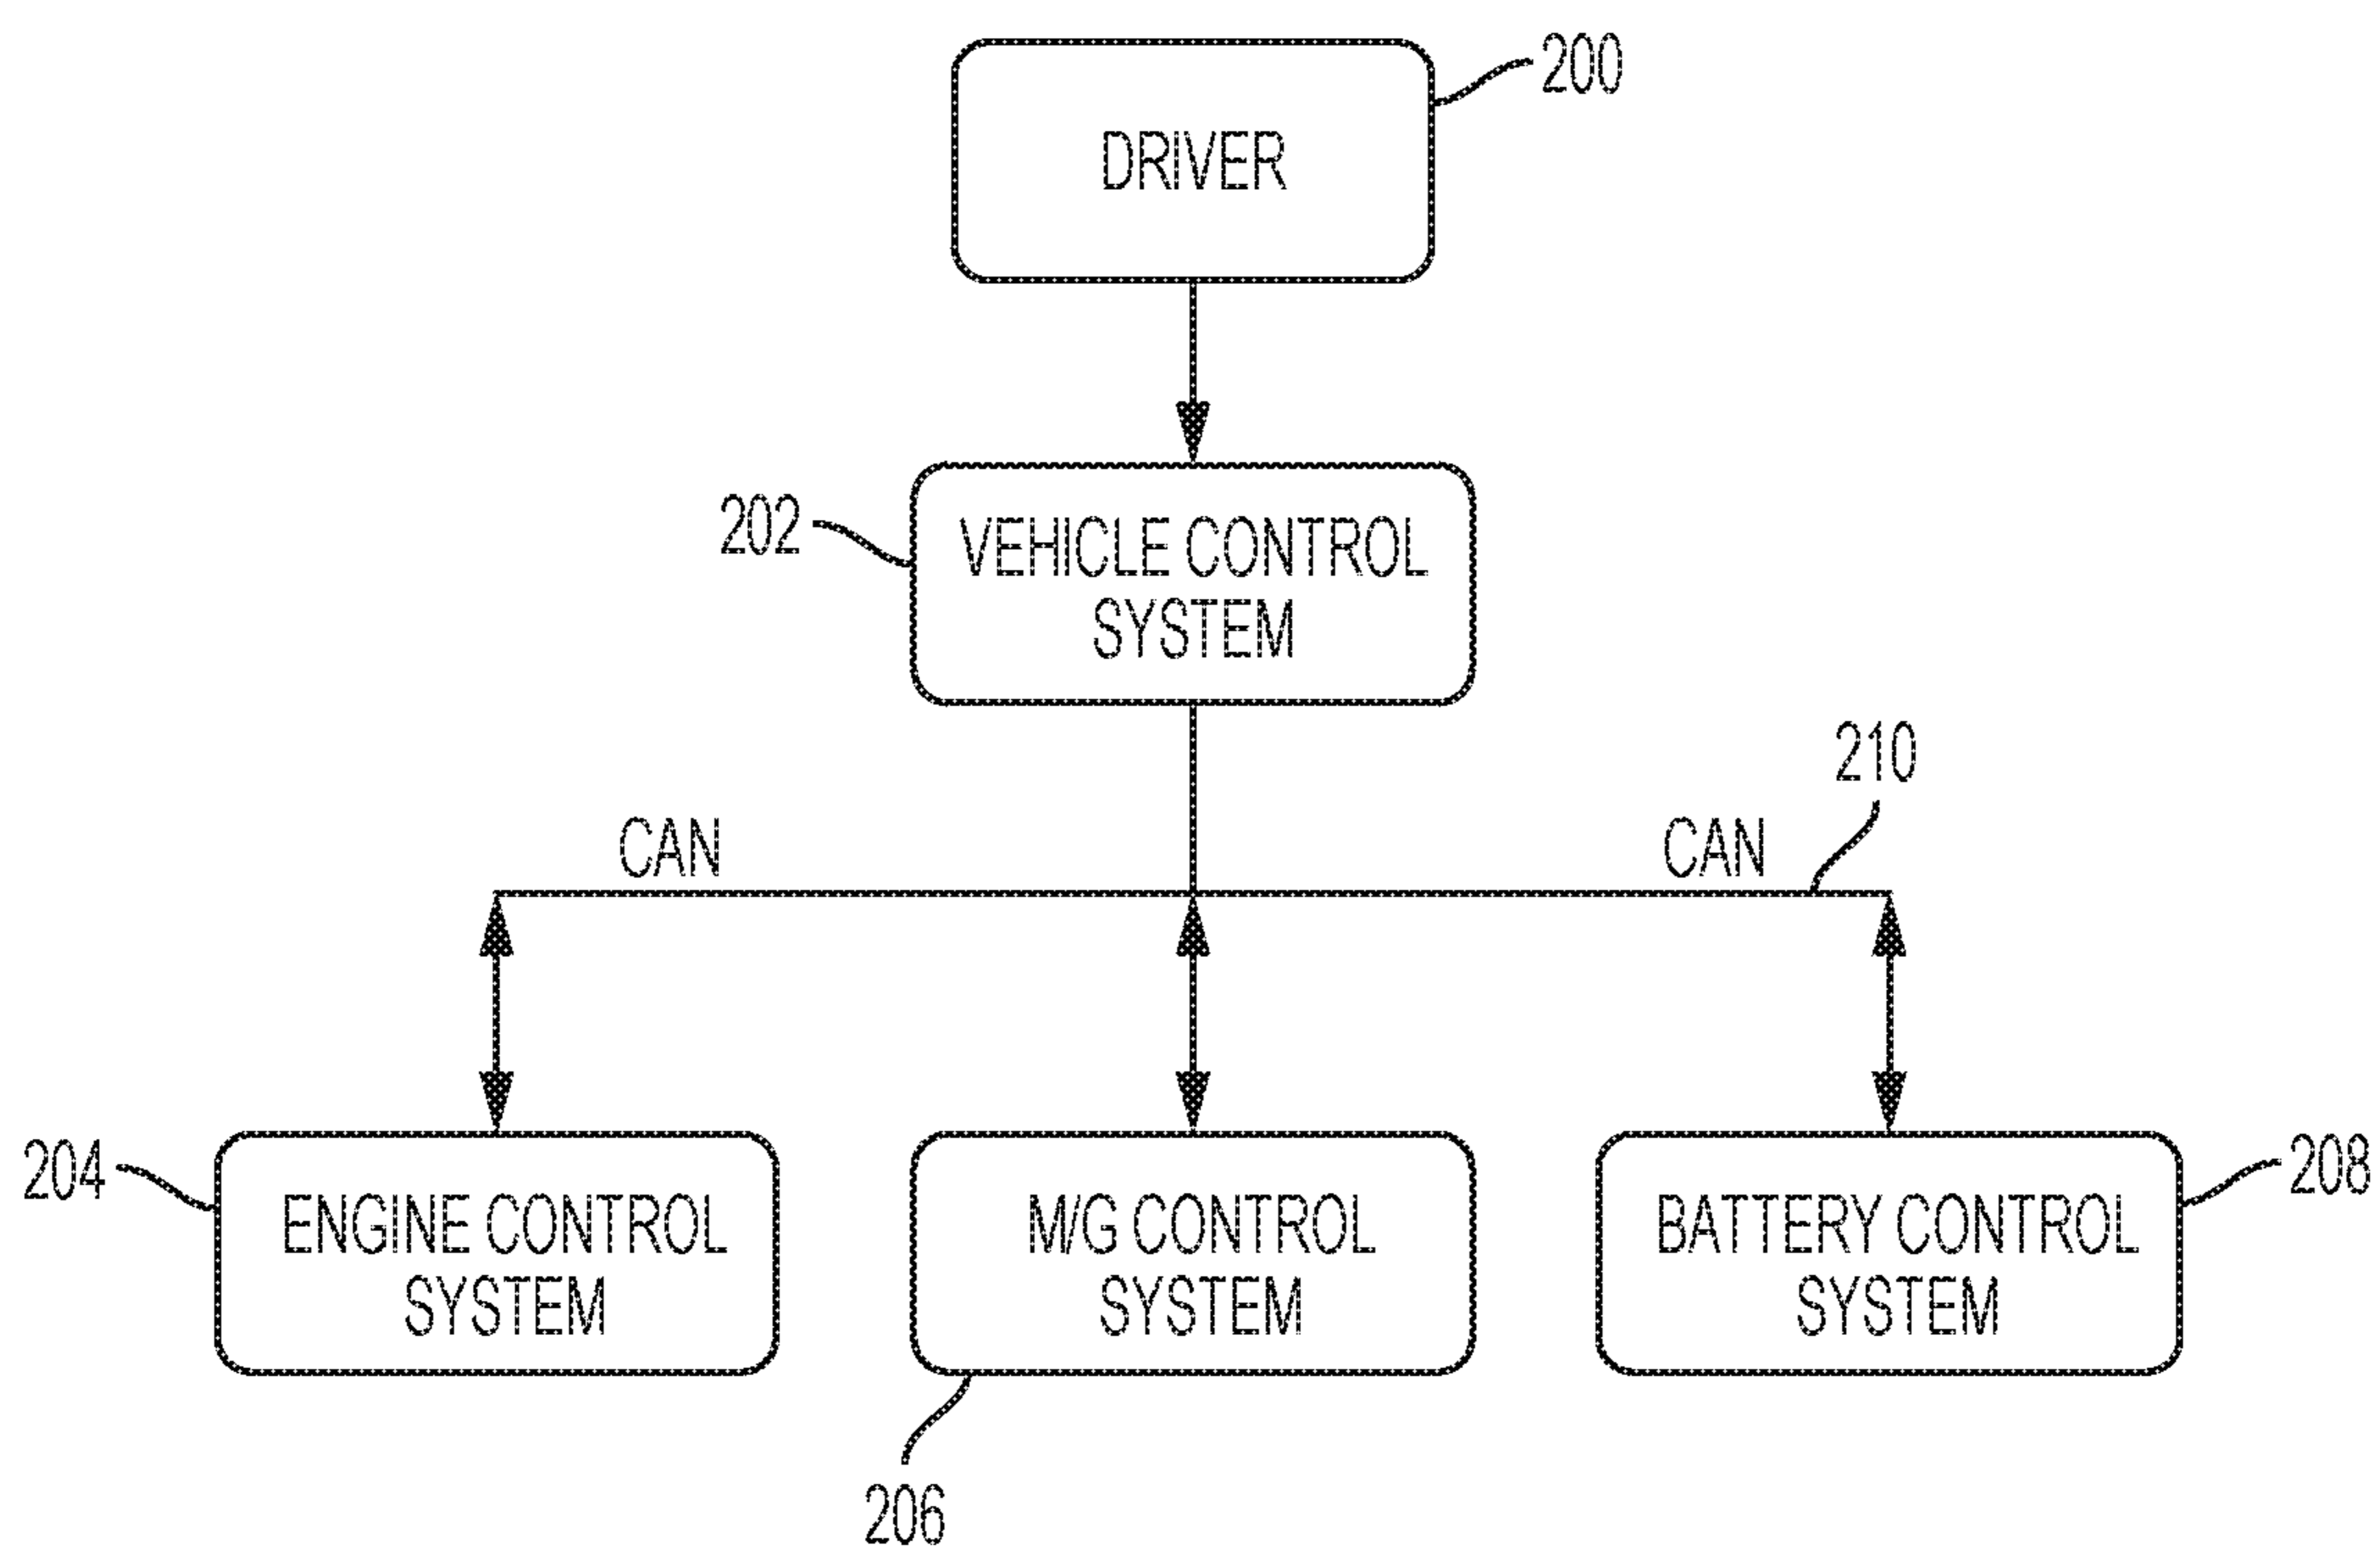 200
DRIVER
202
VEHICLE CONTROL
SYSTEM
210
CAN
CAN
204
ENGINE CONTROL
SYSTEM
M/G CONTROL
SYSTEM
BATTERY CONTROL
SYSTEM
208
206